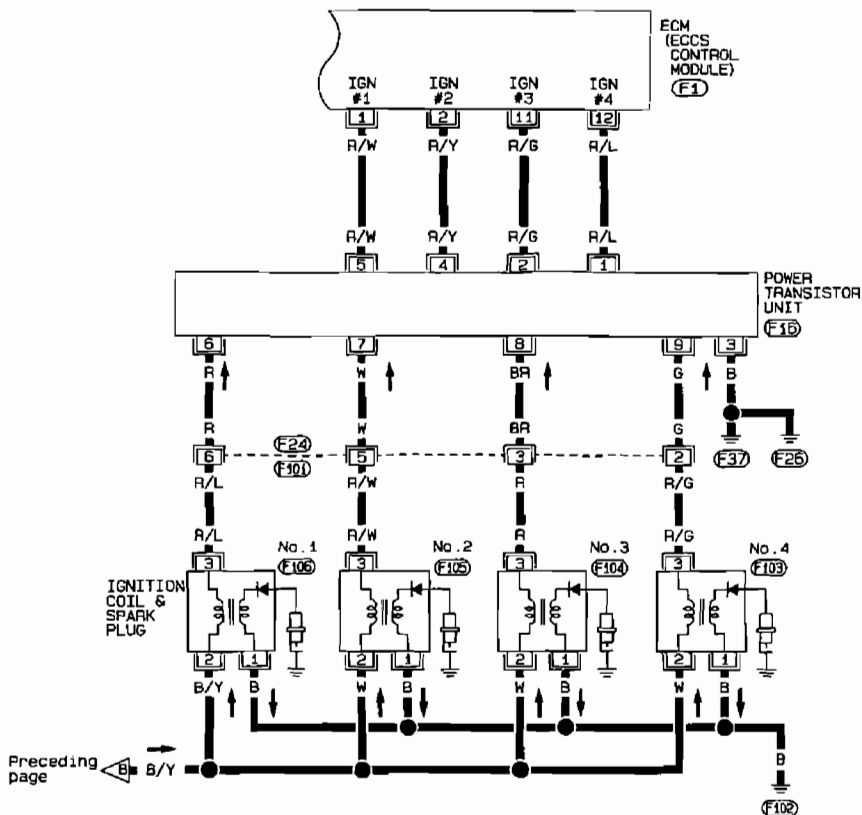 ECM
(ECCS
CONTROL
MODULE)
F1
IGN #1 IGN #2 IGN #3 IGN #4
1 2 11 12
R/W R/Y R/G R/L
R/W R/Y R/G R/L
5 4 2 1
POWER
TRANSISTOR
UNIT
F16
6 7 8 9 3
R W BR G B
R W BR G
F24
6 5 3 2
F101
F37 F26
R/L R/W R R/G
R/L R/W R R/G
No.1 No.2 No.3 No.4
3 3 3 3
F106 F105 F104 F103
IGNITION
COIL &
SPARK
PLUG
2 1 2 1 2 1 2 1
B/Y B W B W B W B
Preceding
page
B B/Y
B
F102